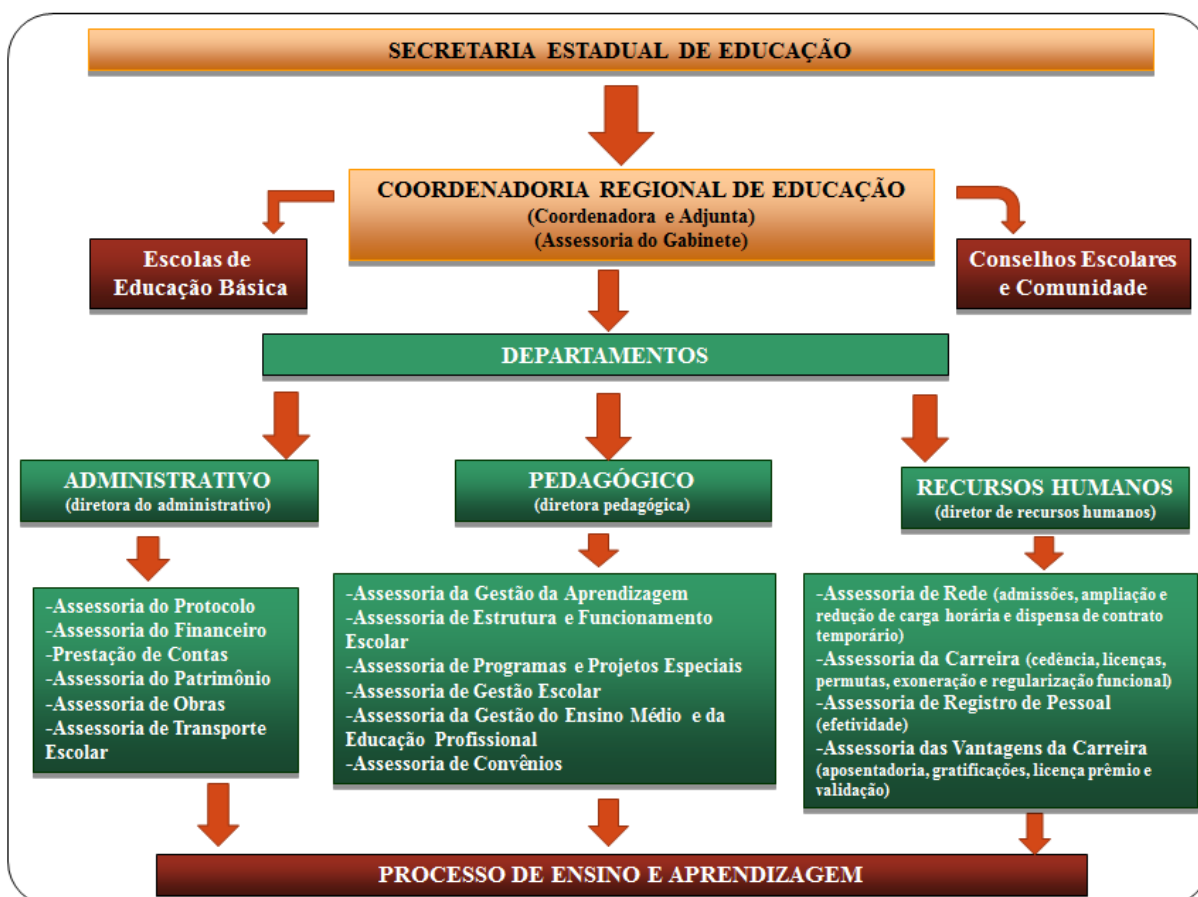 SECRETARIA ESTADUAL DE EDUCAÇÃO
COORDENADORIA REGIONAL DE EDUCAÇÃO
(Coordenadora e Adjunta)
(Assessoria do Gabinete)
Escolas de
Educação Básica
Conselhos Escolares
e Comunidade
DEPARTAMENTOS
ADMINISTRATIVO
(diretora do administrativo)
PEDAGÓGICO
(diretora pedagógica)
RECURSOS HUMANOS
(diretor de recursos humanos)
-Assessoria do Protocolo
-Assessoria do Financeiro
-Prestação de Contas
-Assessoria do Patrimônio
-Assessoria de Obras
-Assessoria de Transporte
Escolar
-Assessoria da Gestão da Aprendizagem
-Assessoria de Estrutura e Funcionamento
Escolar
-Assessoria de Programas e Projetos Especiais
-Assessoria de Gestão Escolar
-Assessoria da Gestão do Ensino Médio e da
Educação Profissional
-Assessoria de Convênios
-Assessoria de Rede (admissões, ampliação e
redução de carga horária e dispensa de contrato
temporário)
-Assessoria da Carreira (cedência, licenças,
permutas, exoneração e regularização funcional)
-Assessoria de Registro de Pessoal
(efetividade)
-Assessoria das Vantagens da Carreira
(aposentadoria, gratificações, licença prêmio e
validação)
PROCESSO DE ENSINO E APRENDIZAGEM